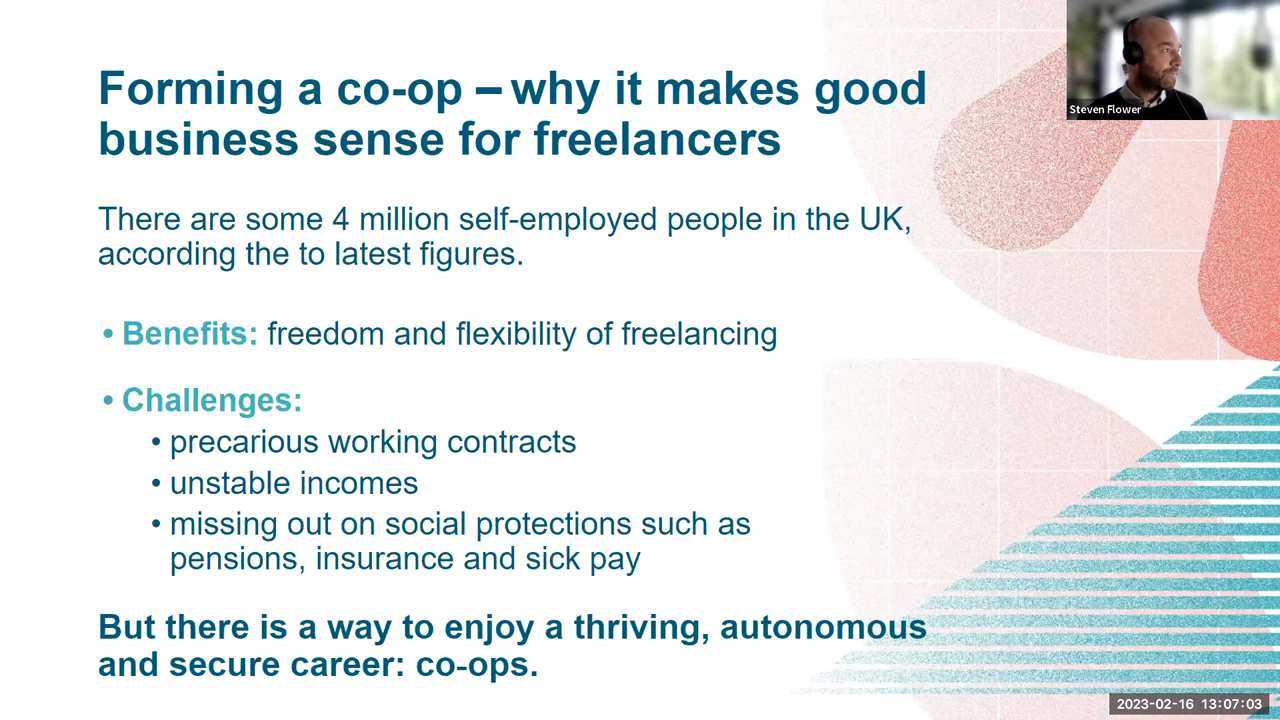 Forming a co-op – why it makes good
business sense for freelancers
Steven Flower
There are some 4 million self-employed people in the UK,
according the to latest figures.
• Benefits: freedom and flexibility of freelancing
• Challenges:
• precarious working contracts
• unstable incomes
• missing out on social protections such as
pensions, insurance and sick pay
But there is a way to enjoy a thriving, autonomous
and secure career: co-ops.
2023-02-16 13:07:03